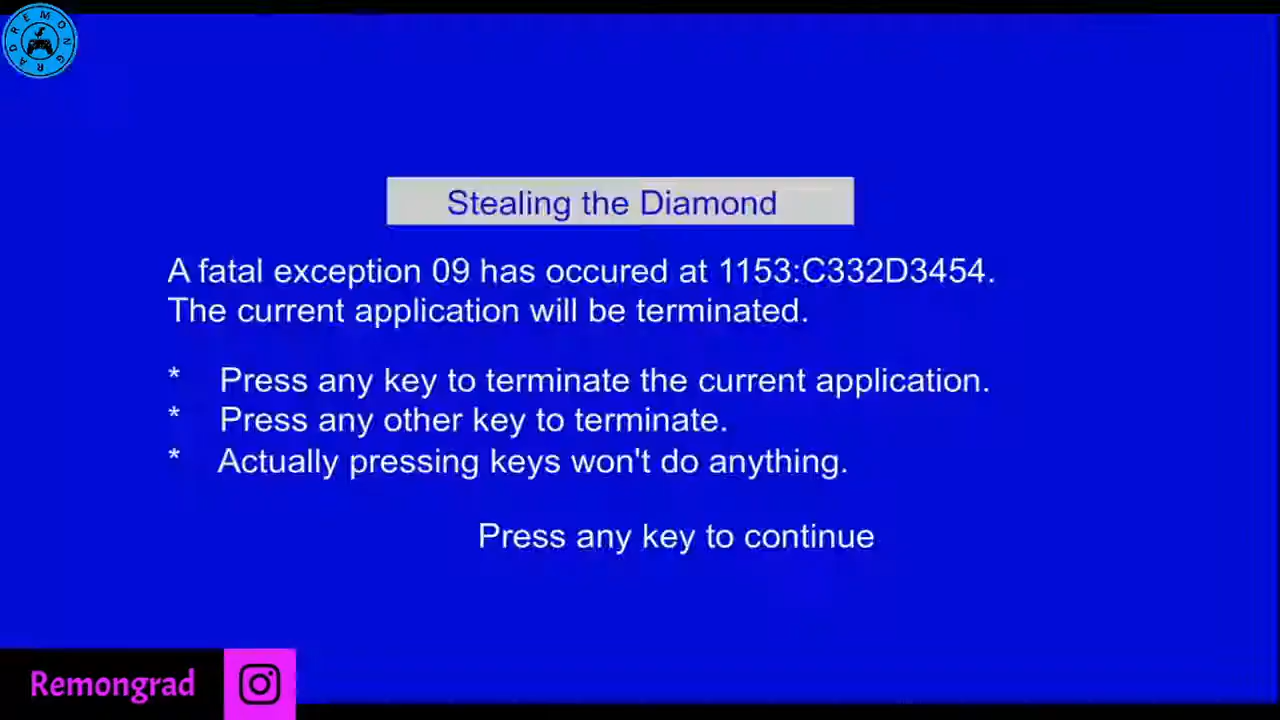 REMONGRAD
Stealing the Diamond
A fatal exception 09 has occured at 1153:C332D3454.
The current application will be terminated.
* Press any key to terminate the current application.
* Press any other key to terminate.
* Actually pressing keys won't do anything.
Press any key to continue
Remongrad